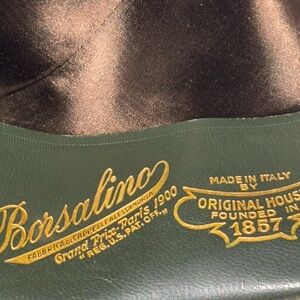 Borsalino
FABBRICA DI CAPPELLI ALESSANDRIA
Grand Prix-Paris 1900
"REG. U.S. PAT. OFF."
MADE IN ITALY
BY
ORIGINAL HOUSE
FOUNDED IN
1857